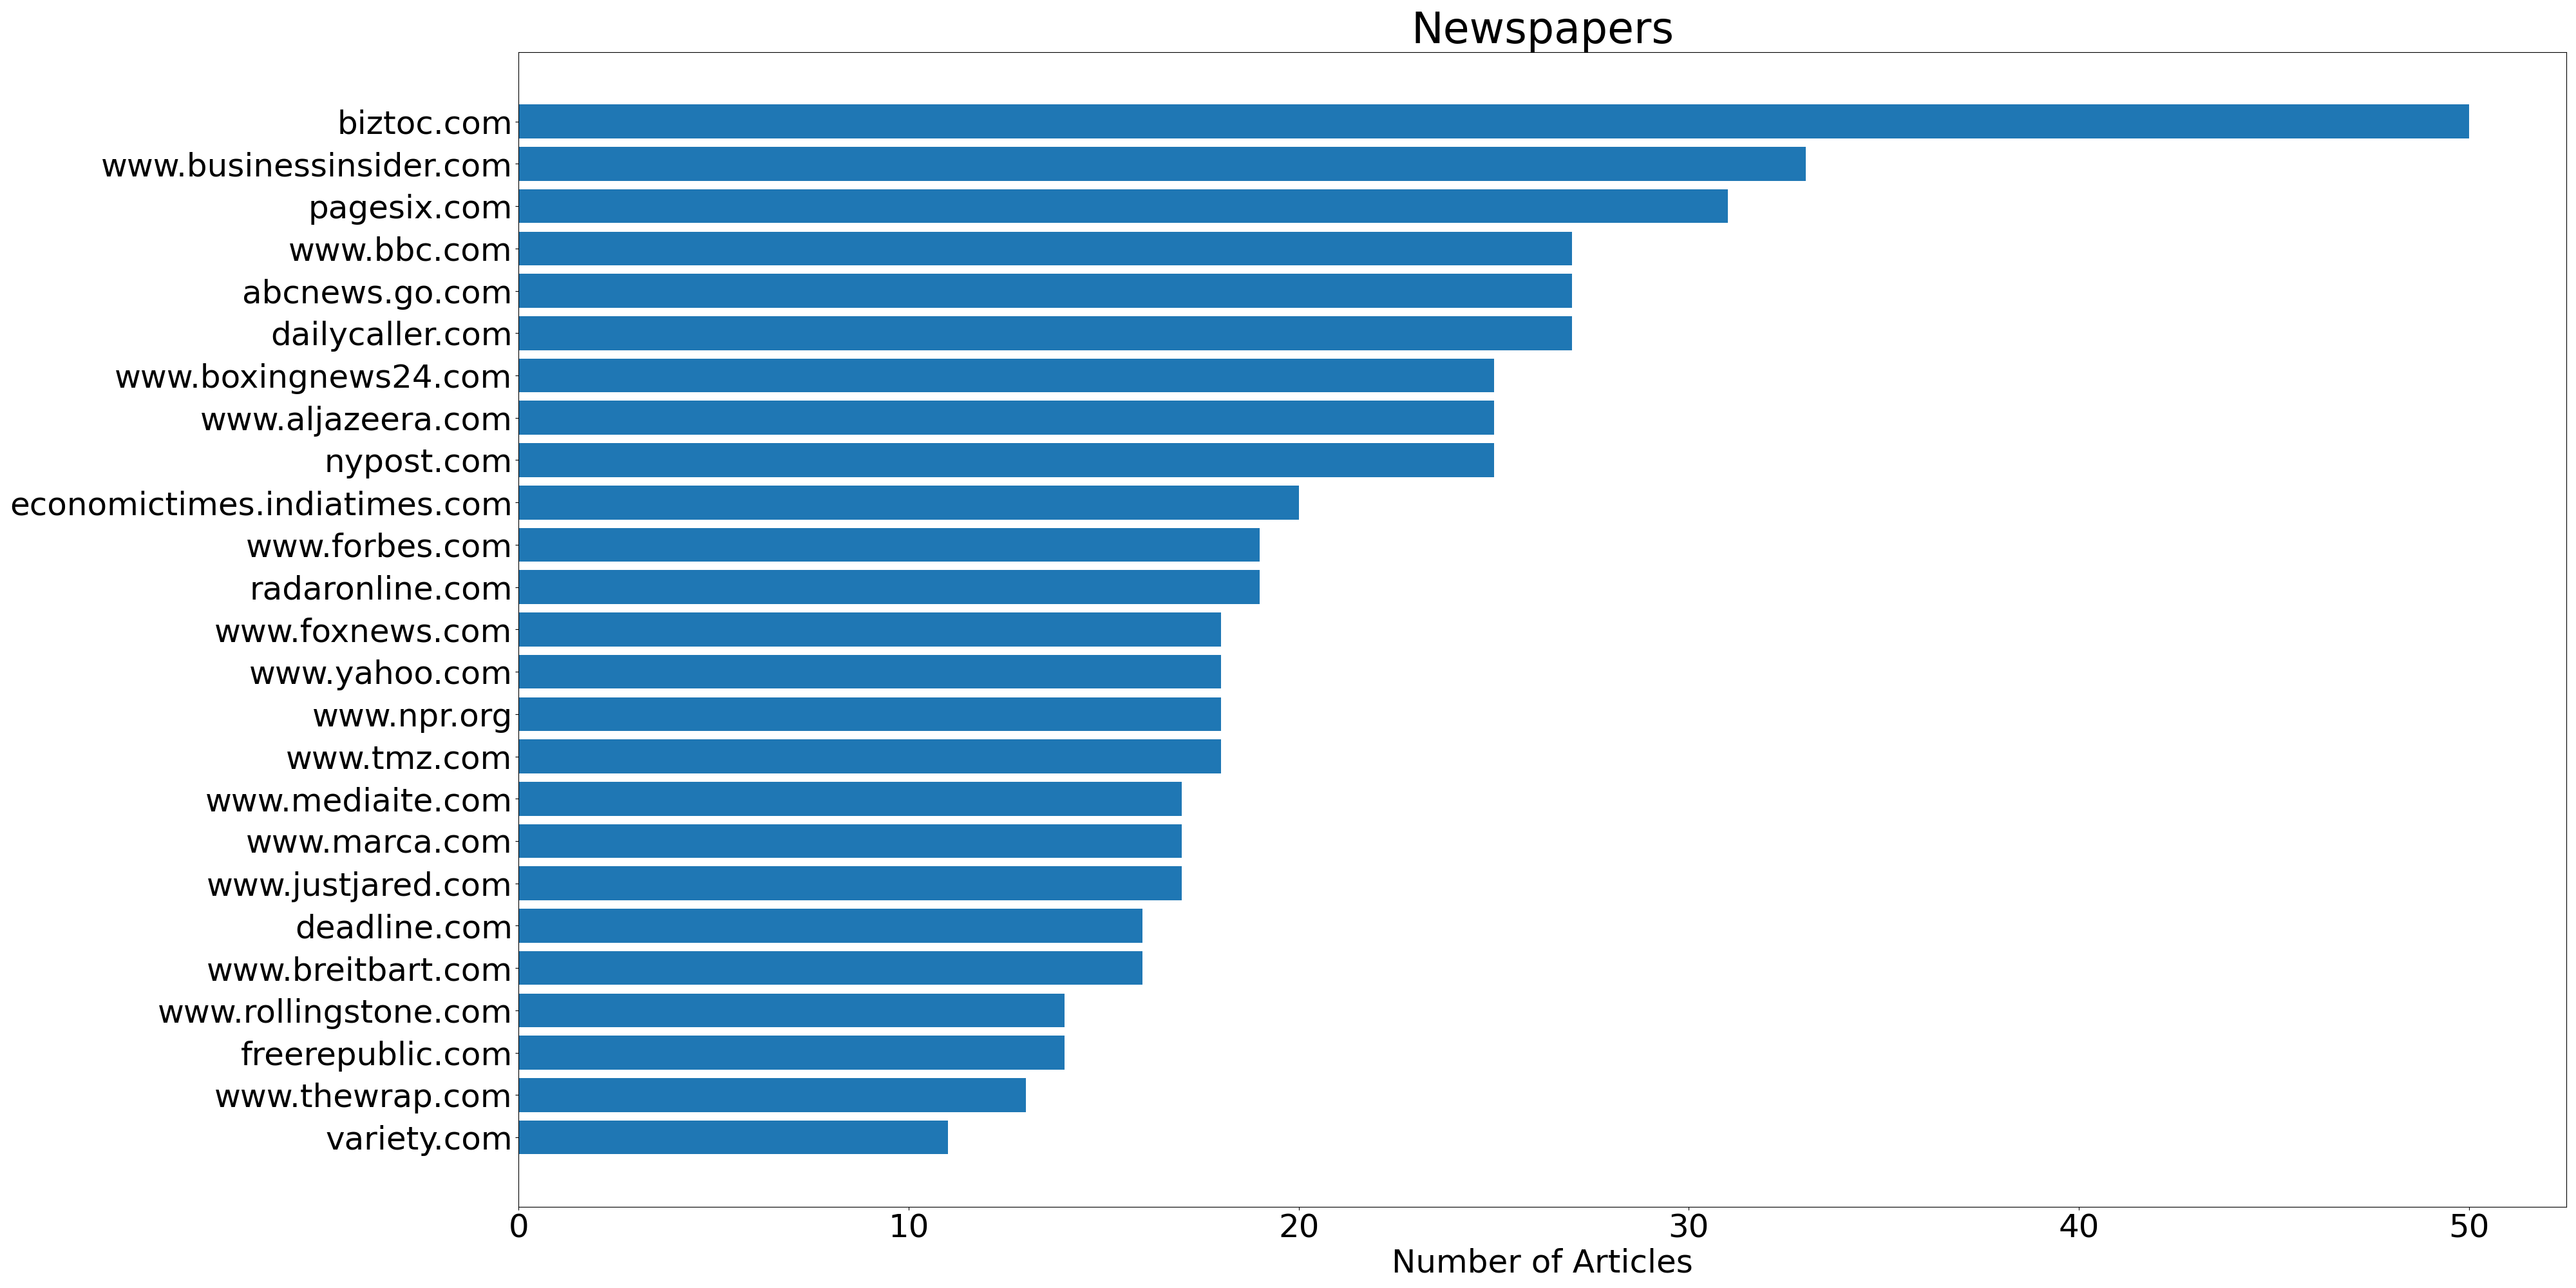 Newspapers
biztoc.com
www.businessinsider.com
pagesix.com
www.bbc.com
abcnews.go.com
dailycaller.com
www.boxingnews24.com
www.aljazeera.com
nypost.com
economictimes.indiatimes.com
www.forbes.com
radaronline.com
www.foxnews.com
www.yahoo.com
www.npr.org
www.tmz.com
www.mediaite.com
www.marca.com
www.justjared.com
deadline.com
www.breitbart.com
www.rollingstone.com
freerepublic.com
www.thewrap.com
variety.com
0 10 20 30 40 50
Number of Articles